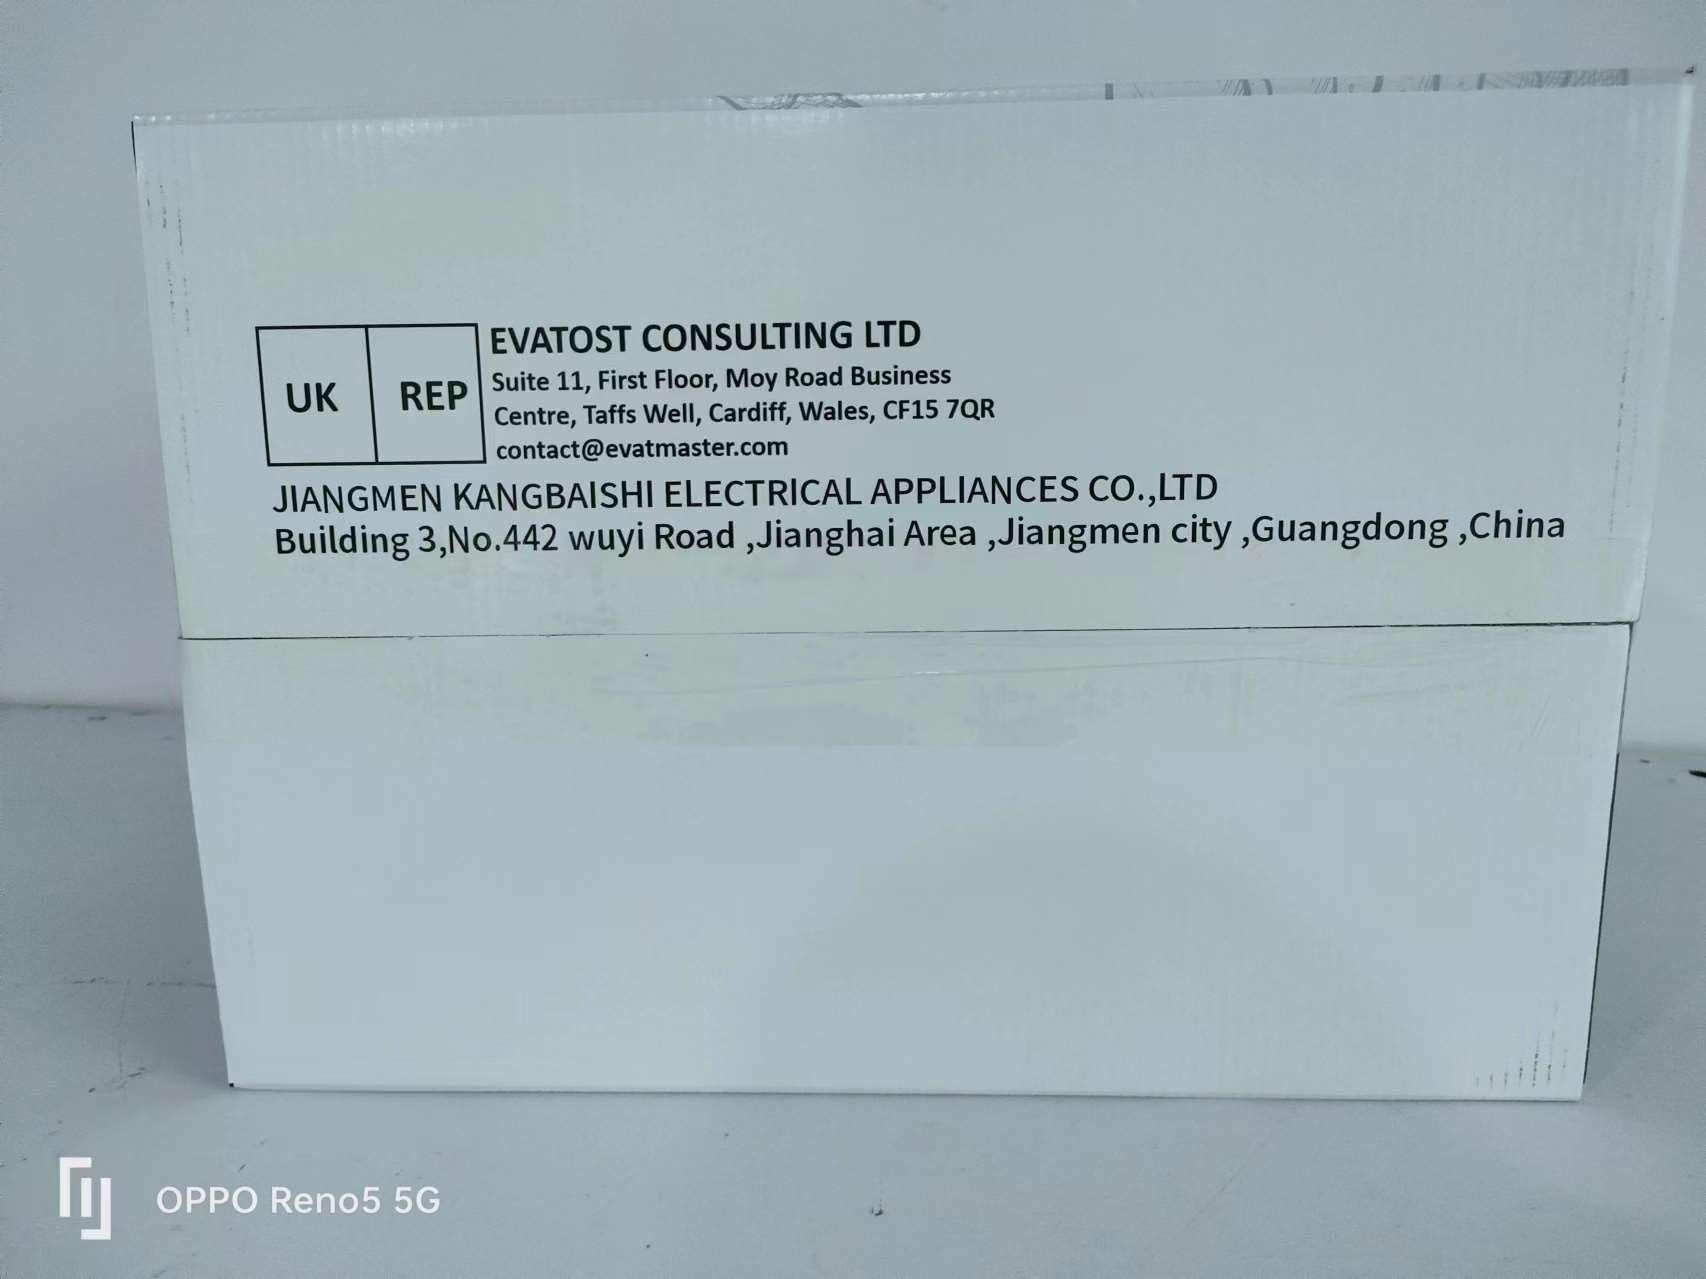 UK REP
EVATOST CONSULTING LTD
Suite 11, First Floor, Moy Road Business
Centre, Taffs Well, Cardiff, Wales, CF15 7QR
contact@evatmaster.com
JIANGMEN KANGBAISHI ELECTRICAL APPLIANCES CO.,LTD
Building 3,No.442 wuyi Road ,Jianghai Area ,Jiangmen city ,Guangdong ,China
OPPO Reno5 5G